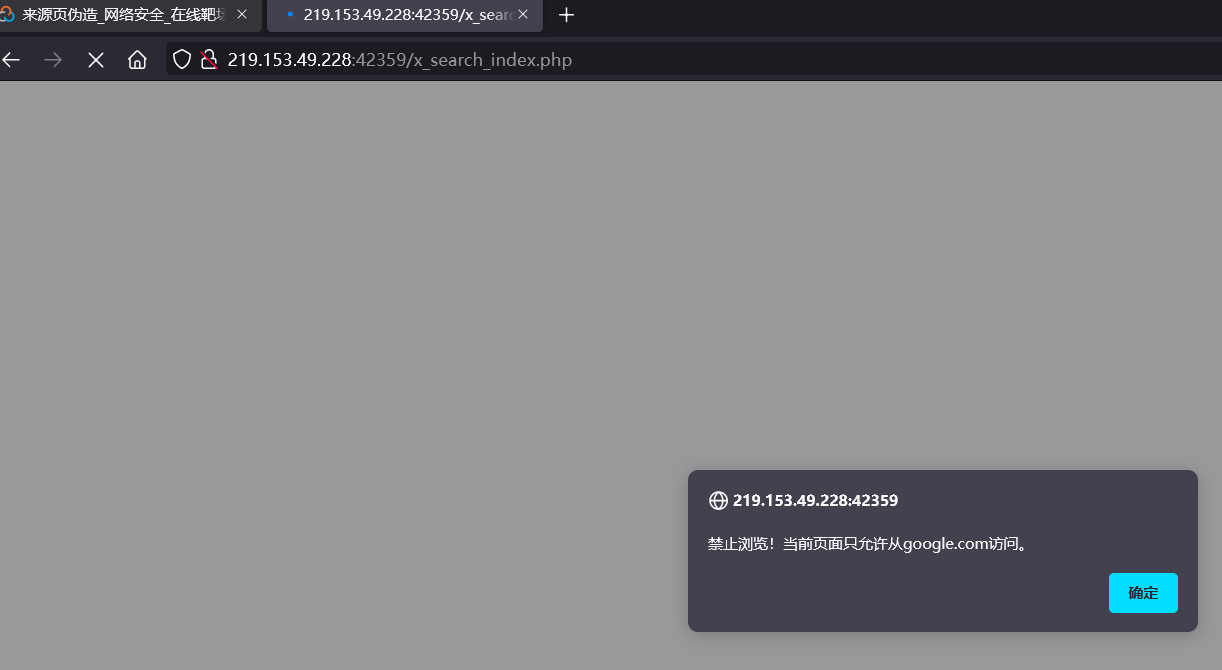 来源页伪造_网络安全_在线靶场
219.153.49.228:42359/x_searc
219.153.49.228:42359/x_search_index.php
219.153.49.228:42359
禁止浏览！当前页面只允许从google.com访问。
确定